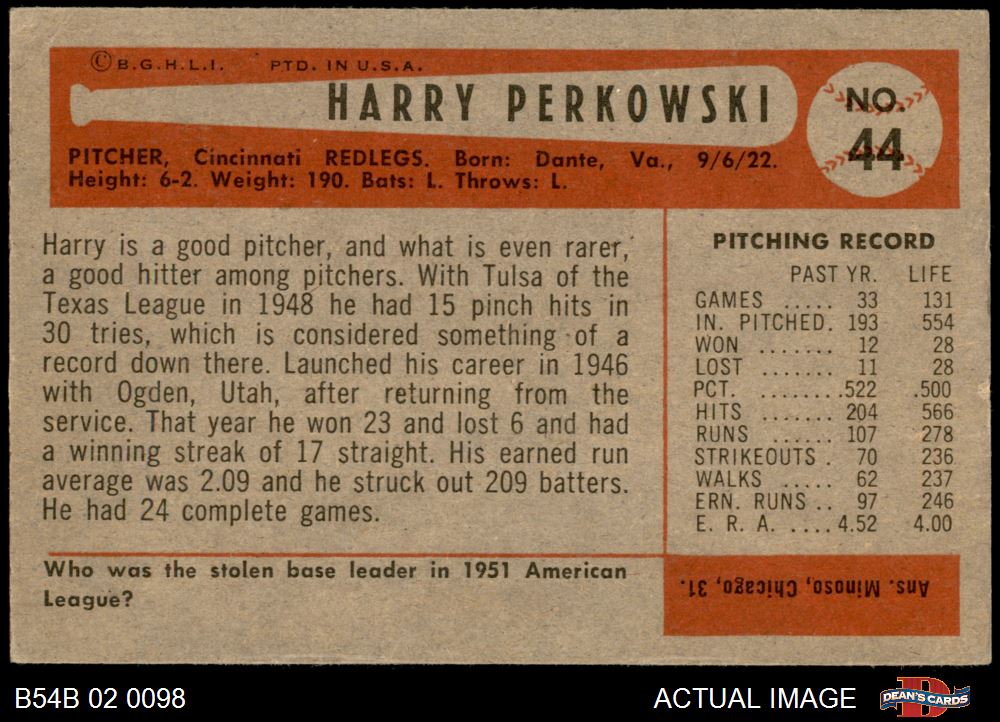 © B.G.H.L.I. PTD. IN U.S.A.
HARRY PERKOWSKI
NO.
44
PITCHER, Cincinnati REDLEGS. Born: Dante, Va., 9/6/22.
Height: 6-2. Weight: 190. Bats: L. Throws: L.
Harry is a good pitcher, and what is even rarer,
a good hitter among pitchers. With Tulsa of the
Texas League in 1948 he had 15 pinch hits in
30 tries, which is considered something of a
record down there. Launched his career in 1946
with Ogden, Utah, after returning from the
service. That year he won 23 and lost 6 and had
a winning streak of 17 straight. His earned run
average was 2.09 and he struck out 209 batters.
He had 24 complete games.
PITCHING RECORD
PAST YR. LIFE
GAMES ..... 33 131
IN. PITCHED. 193 554
WON ....... 12 28
LOST ....... 11 28
PCT. ....... .522 .500
HITS ...... 204 566
RUNS ...... 107 278
STRIKEOUTS . 70 236
WALKS ..... 62 237
ERN. RUNS .. 97 246
E. R. A. .... 4.52 4.00
Who was the stolen base leader in 1951 American
League?
Ans. Minoso, Chicago, 31.
B54B 02 0098
ACTUAL IMAGE
DEAN'S CARDS